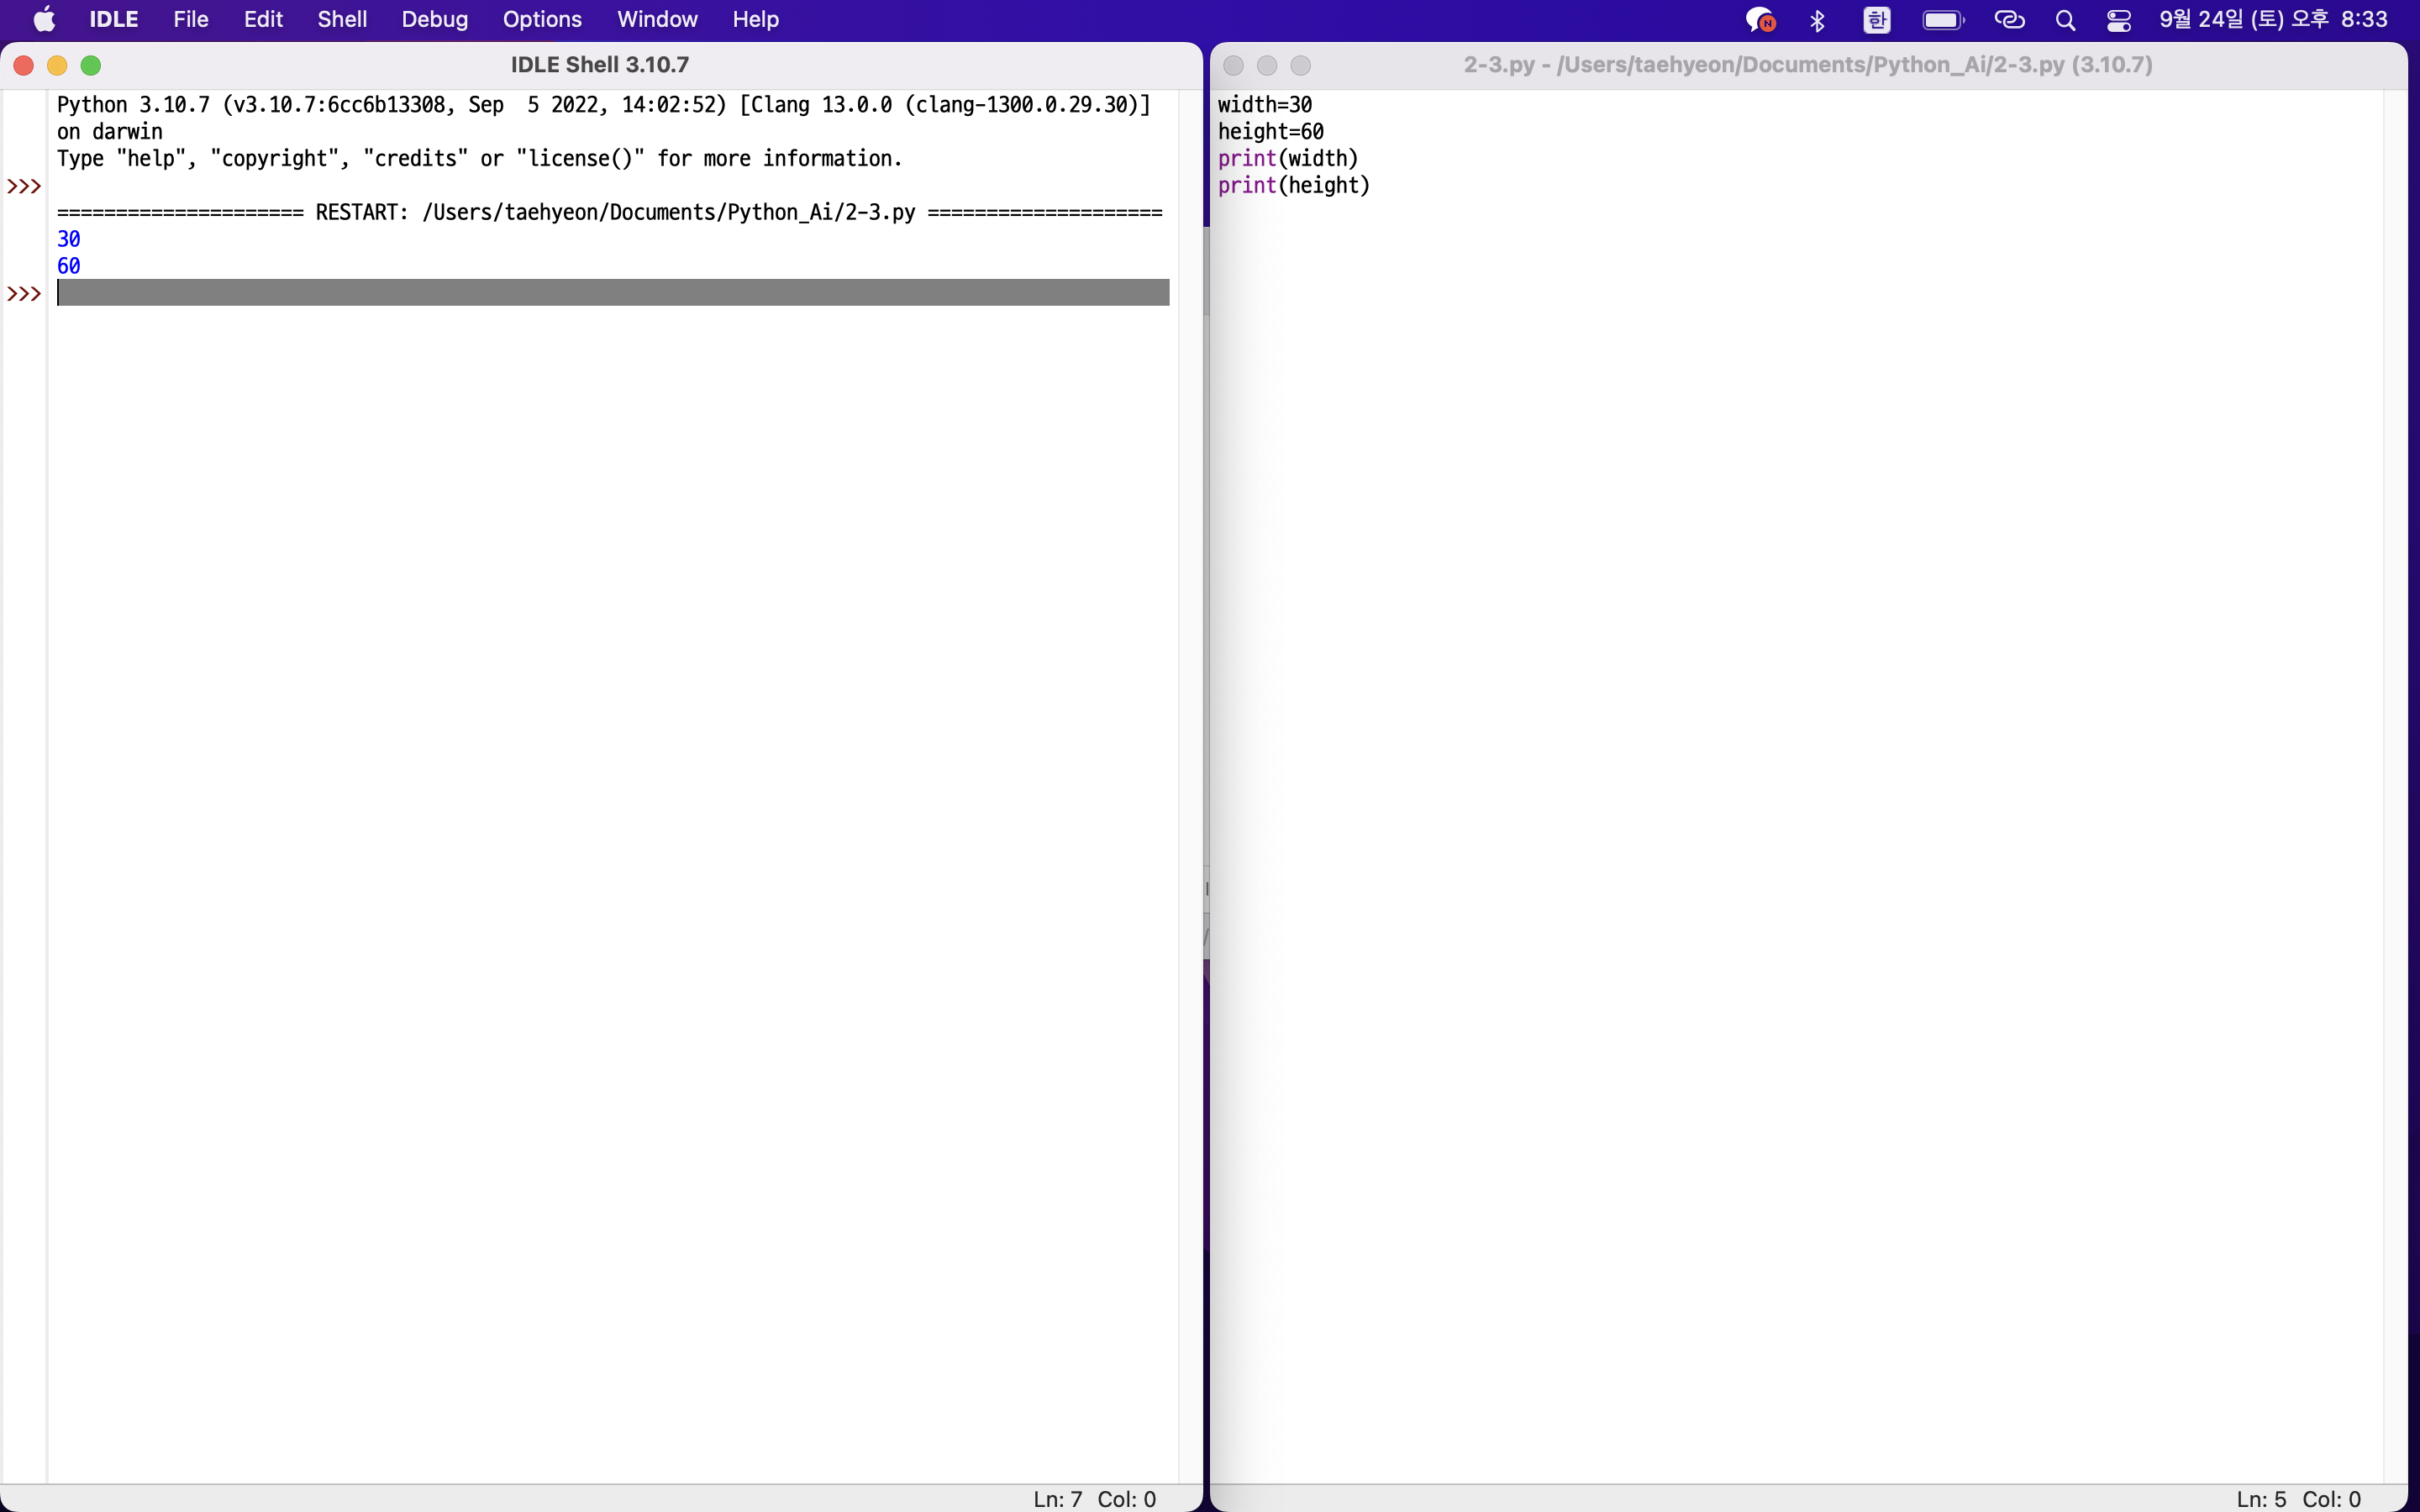 IDLE File Edit Shell Debug Options Window Help 한 9월 24일 (토) 오후 8:33
IDLE Shell 3.10.7
Python 3.10.7 (v3.10.7:6cc6b13308, Sep  5 2022, 14:02:52) [Clang 13.0.0 (clang-1300.0.29.30)]
on darwin
Type "help", "copyright", "credits" or "license()" for more information.
>>>
===================== RESTART: /Users/taehyeon/Documents/Python_Ai/2-3.py ====================
30
60
>>>
Ln: 7 Col: 0
2-3.py - /Users/taehyeon/Documents/Python_Ai/2-3.py (3.10.7)
width=30
height=60
print(width)
print(height)
Ln: 5 Col: 0